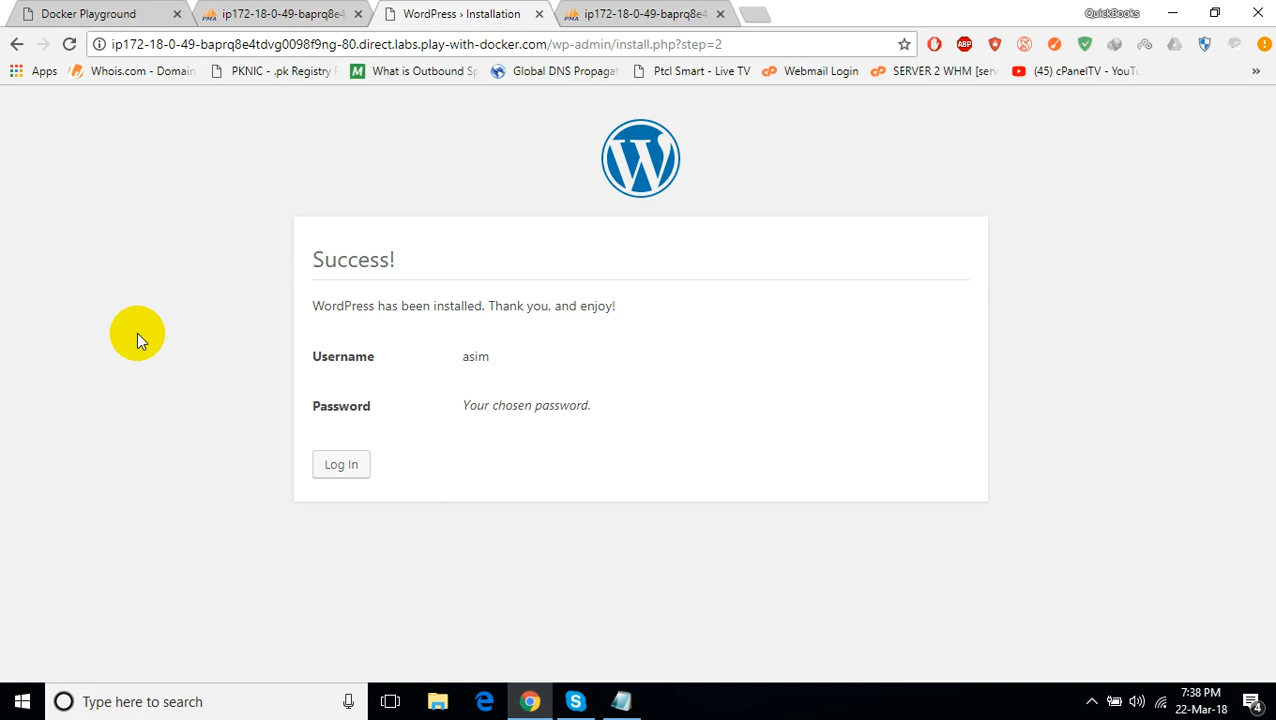 Docker Playground
ip172-18-0-49-baprq8e4
WordPress › Installation
ip172-18-0-49-baprq8e4
QuickBooks
ip172-18-0-49-baprq8e4tdvg0098f9ng-80.direct.labs.play-with-docker.com/wp-admin/install.php?step=2
ABP
Apps
Whois.com - Domain
PKNIC - .pk Registry
What is Outbound Sp
Global DNS Propagat
Ptcl Smart - Live TV
Webmail Login
SERVER 2 WHM [serv
(45) cPanelTV - YouTu
Success!
WordPress has been installed. Thank you, and enjoy!
Username asim
Password Your chosen password.
Log In
Type here to search
7:38 PM
22-Mar-18
4